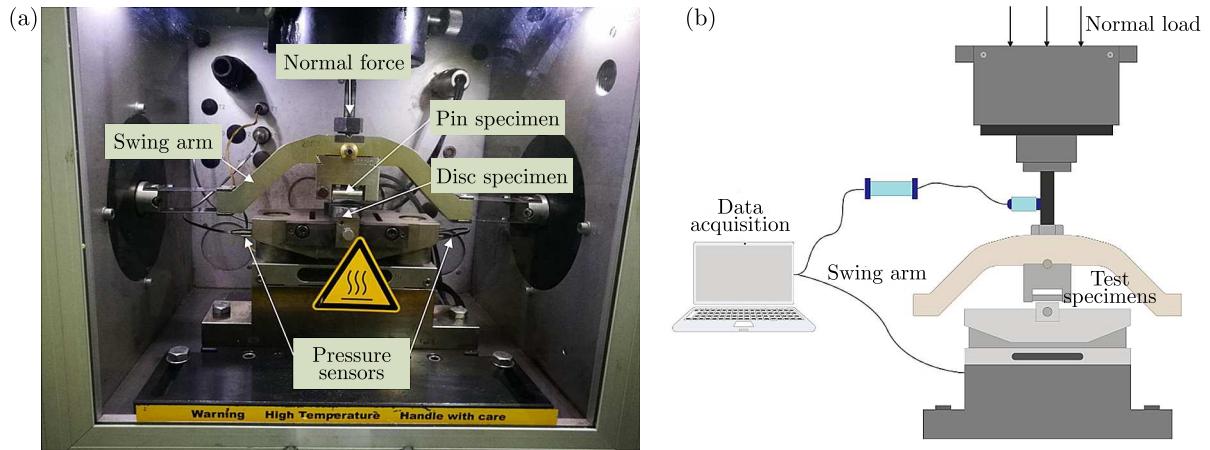 (a)
Normal force
Pin specimen
Swing arm
Disc specimen
Pressure
sensors
Warning High Temperature Handle with care
(b)
Normal load
Data
acquisition
Swing arm
Test
specimens